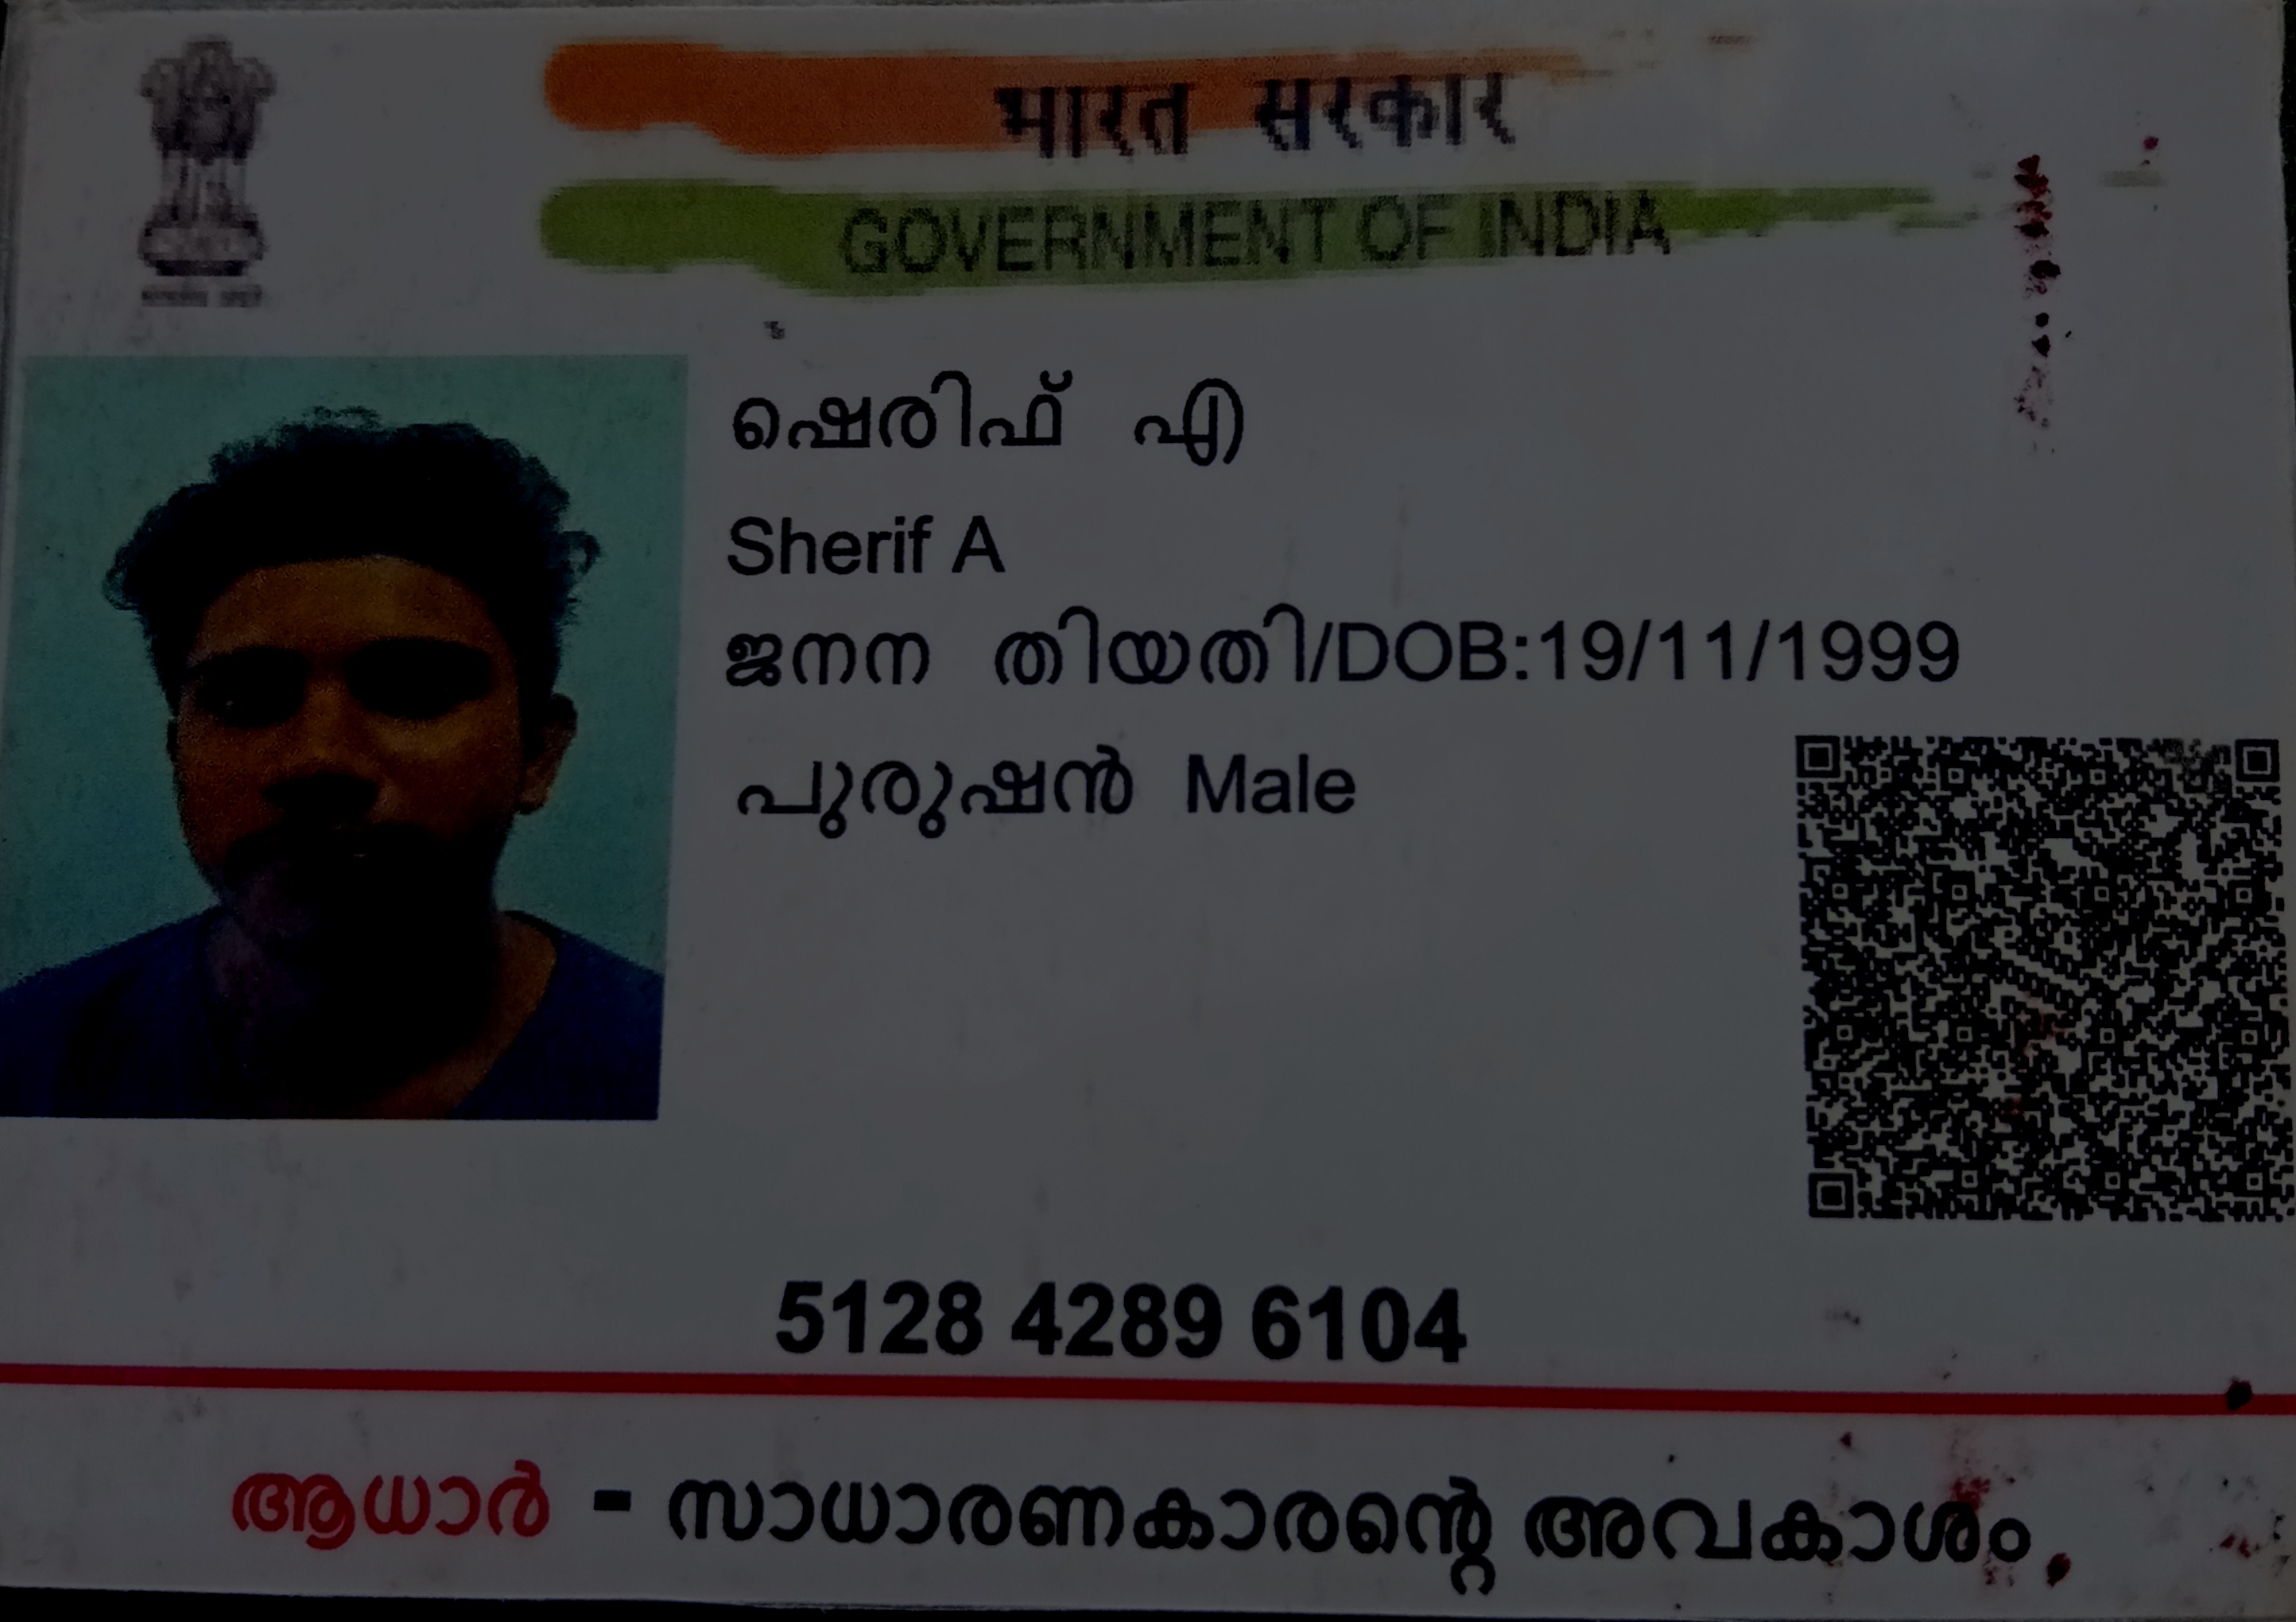 भारत सरकार
GOVERNMENT OF INDIA
ഷെരിഫ് എ
Sherif A
ജനന തിയതി/DOB:19/11/1999
പുരുഷൻ Male
5128 4289 6104
ആധാർ - സാധാരണകാരന്റെ അവകാശം